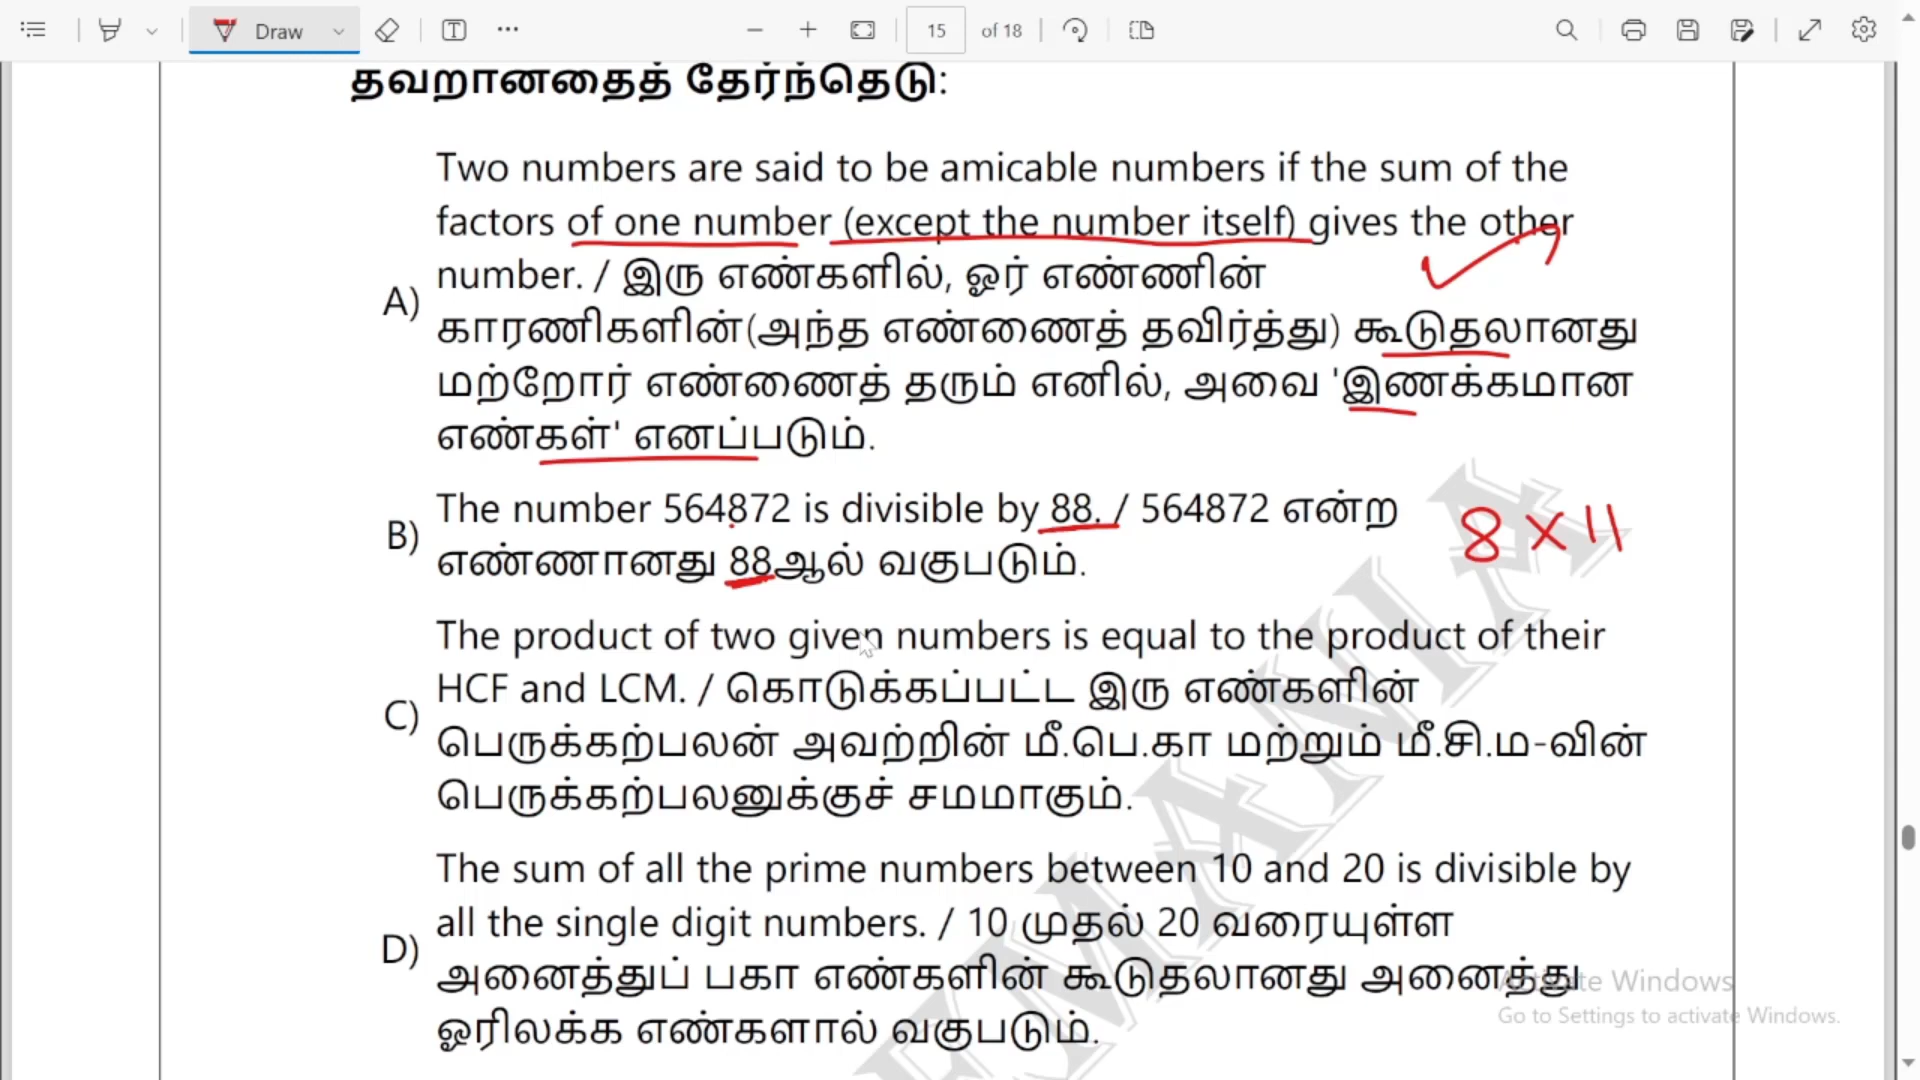 Draw
15 of 18
தவறானதைத் தேர்ந்தெடு:
Two numbers are said to be amicable numbers if the sum of the
factors of one number (except the number itself) gives the other
number. / இரு எண்களில், ஓர் எண்ணின்
A)
காரணிகளின்(அந்த எண்ணைத் தவிர்த்து) கூடுதலானது
மற்றோர் எண்ணைத் தரும் எனில், அவை 'இணக்கமான
எண்கள்' எனப்படும்.
The number 564872 is divisible by 88. / 564872 என்ற
8 X 11
B)
எண்ணானது 88ஆல் வகுபடும்.
The product of two given numbers is equal to the product of their
HCF and LCM. / கொடுக்கப்பட்ட இரு எண்களின்
C)
பெருக்கற்பலன் அவற்றின் மீ.பெ.கா மற்றும் மீ.சி.ம-வின்
பெருக்கற்பலனுக்குச் சமமாகும்.
The sum of all the prime numbers between 10 and 20 is divisible by
all the single digit numbers. / 10 முதல் 20 வரையுள்ள
D)
அனைத்துப் பகா எண்களின் கூடுதலானது அனைத்து
ஓரிலக்க எண்களால் வகுபடும்.
Activate Windows
Go to Settings to activate Windows.